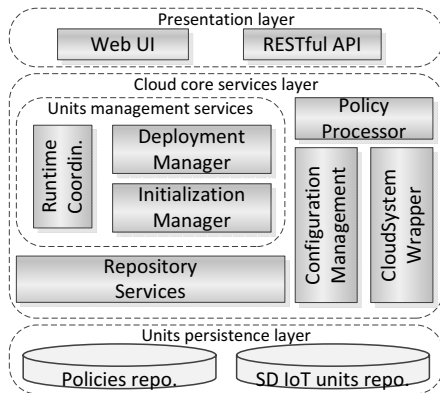 Presentation layer
Web UI
RESTful API
Cloud core services layer
Units management services
Runtime
Coordin.
Deployment
Manager
Initialization
Manager
Repository
Services
Policy
Processor
Configuration
Management
CloudSystem
Wrapper
Units persistence layer
Policies repo.
SD IoT units repo.